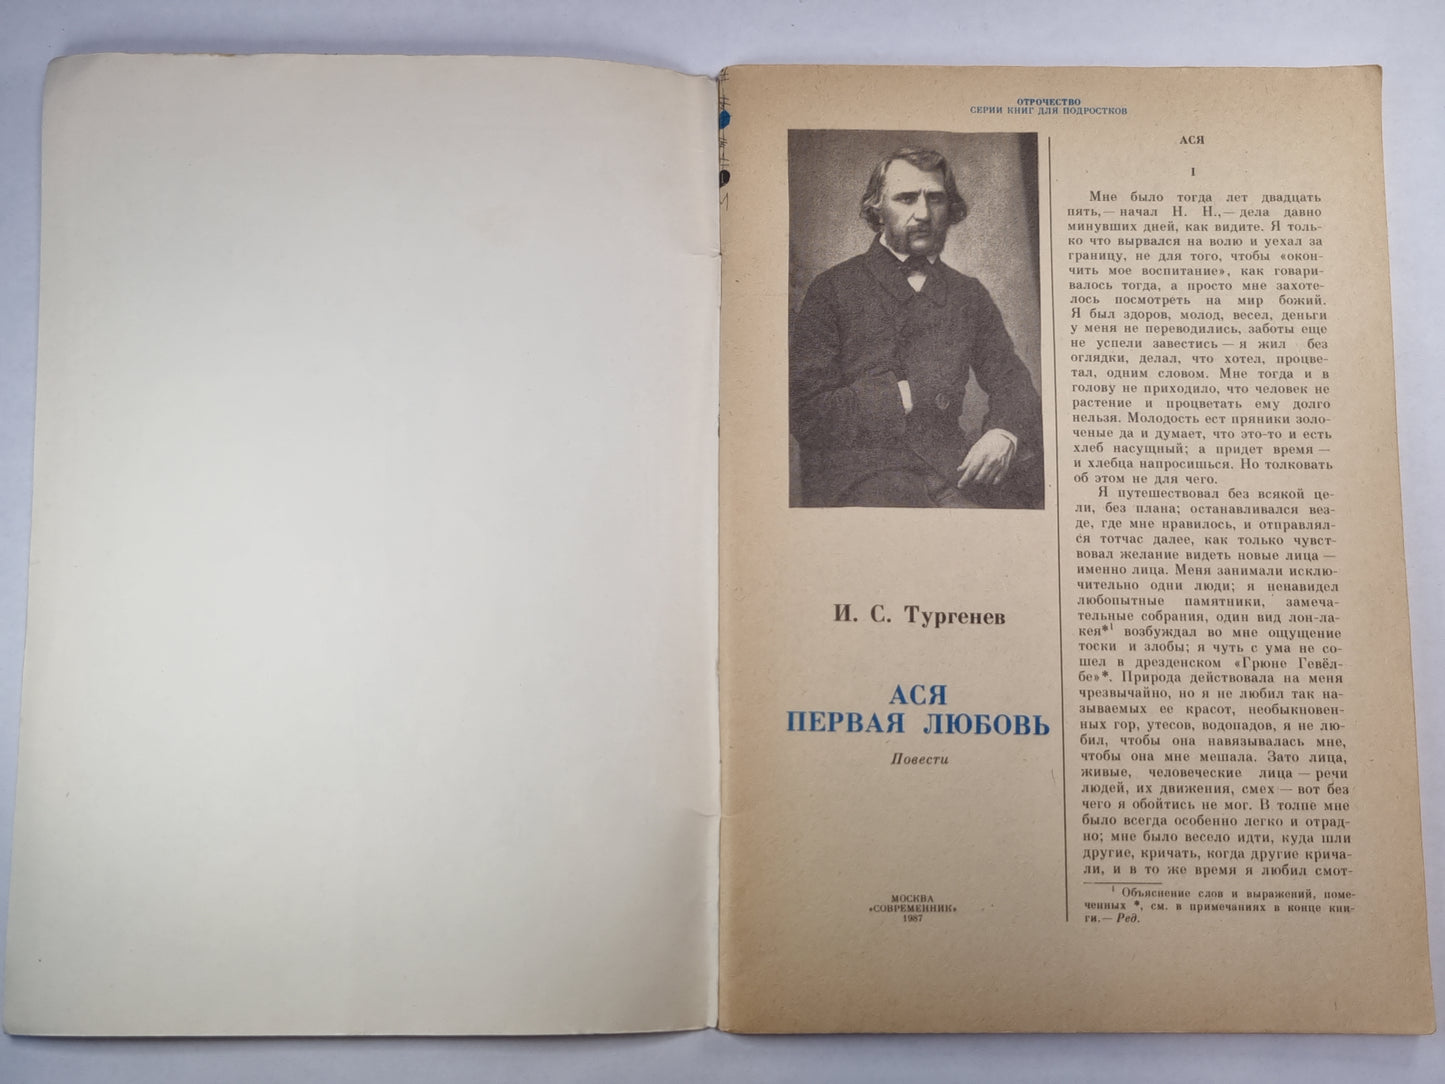 ОТРОЧЕСТВО
СЕРИИ КНИГ ДЛЯ ПОДРОСТКОВ
И. С. Тургенев
АСЯ
ПЕРВАЯ ЛЮБОВЬ
Повести
МОСКВА
«СОВРЕМЕННИК»
1987
АСЯ
I
Мне было тогда лет двадцать
пять,— начал Н. Н.,— дела давно
минувших дней, как видите. Я толь-
ко что вырвался на волю и уехал за
границу, не для того, чтобы «окон-
чить мое воспитание», как говари-
валось тогда, а просто мне захоте-
лось посмотреть на мир божий.
Я был здоров, молод, весел, деньги
у меня не переводились, заботы еще
не успели завестись — я жил без
оглядки, делал, что хотел, процве-
тал, одним словом. Мне тогда и в
голову не приходило, что человек не
растение и процветать ему долго
нельзя. Молодость ест пряники золо-
ченые да и думает, что это-то и есть
хлеб насущный; а придет время —
и хлебца напросишься. Но толковать
об этом не для чего.
Я путешествовал без всякой це-
ли, без плана; останавливался вез-
де, где мне нравилось, и отправлял-
ся тотчас далее, как только чувст-
вовал желание видеть новые лица —
именно лица. Меня занимали исклю-
чительно одни люди; я ненавидел
любопытные памятники, замеча-
тельные собрания, один вид лон-ла-
кея*¹ возбуждал во мне ощущение
тоски и злобы; я чуть с ума не со-
шел в дрезденском «Грюне Гевёл-
бе»*. Природа действовала на меня
чрезвычайно, но я не любил так на-
зываемых ее красот, необыкновен-
ных гор, утесов, водопадов, я не лю-
бил, чтобы она навязывалась мне,
чтобы она мне мешала. Зато лица,
живые, человеческие лица — речи
людей, их движения, смех — вот без
чего я обойтись не мог. В толпе мне
было всегда особенно легко и отрад-
но; мне было весело идти, куда шли
другие, кричать, когда другие крича-
ли, и в то же время я любил смот-
¹ Объяснение слов и выражений, поме-
ченных *, см. в примечаниях в конце кни-
ги.— Ред.